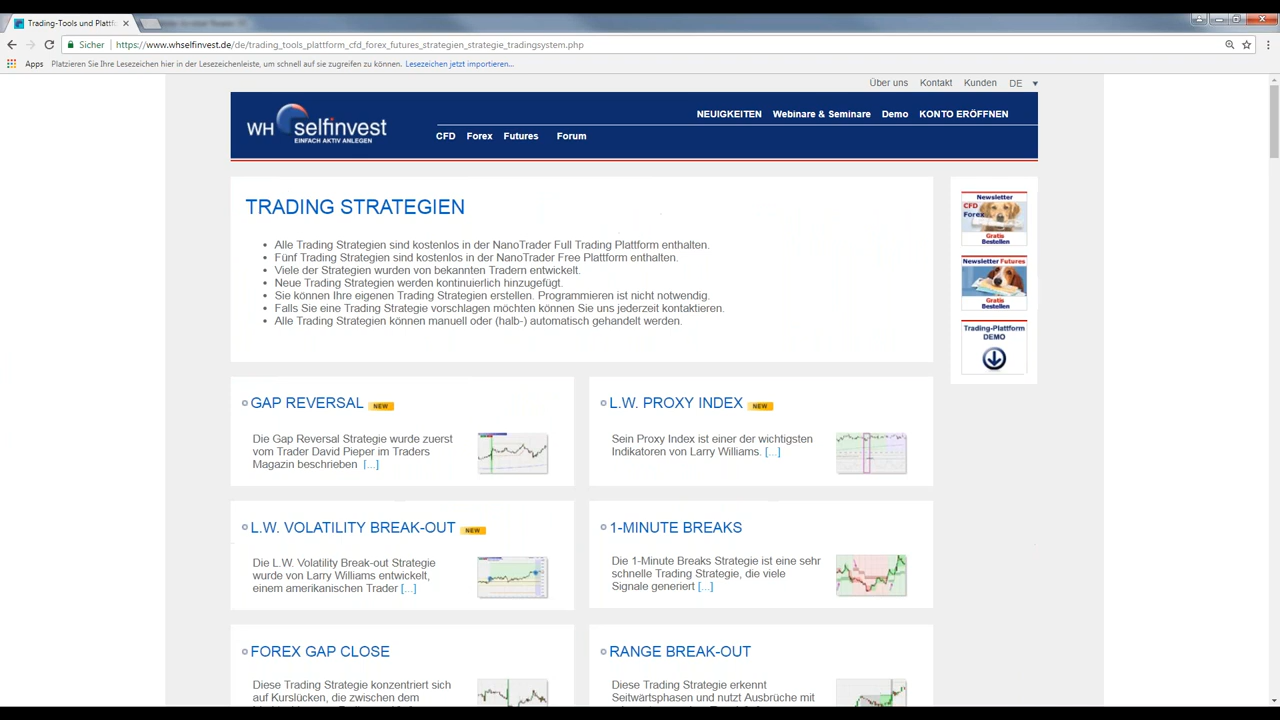 Trading-Tools und Plattf
Sicher
https://www.whselfinvest.de/de/trading_tools_plattform_cfd_forex_futures_strategien_strategie_tradingsystem.php
Apps Platzieren Sie Ihre Lesezeichen hier in der Lesezeichenleiste, um schnell auf sie zugreifen zu können. Lesezeichen jetzt importieren...
Über uns Kontakt Kunden DE
WH selfinvest
EINFACH AKTIV ANLEGEN
NEUIGKEITEN Webinare & Seminare Demo KONTO ERÖFFNEN
CFD Forex Futures Forum
TRADING STRATEGIEN
Alle Trading Strategien sind kostenlos in der NanoTrader Full Trading Plattform enthalten.
Fünf Trading Strategien sind kostenlos in der NanoTrader Free Plattform enthalten.
Viele der Strategien wurden von bekannten Tradern entwickelt.
Neue Trading Strategien werden kontinuierlich hinzugefügt.
Sie können Ihre eigenen Trading Strategien erstellen. Programmieren ist nicht notwendig.
Falls Sie eine Trading Strategie vorschlagen möchten können Sie uns jederzeit kontaktieren.
Alle Trading Strategien können manuell oder (halb-) automatisch gehandelt werden.
Newsletter
CFD
Forex
Gratis
Bestellen
Newsletter Futures
Gratis
Bestellen
Trading-Plattform
DEMO
GAP REVERSAL NEW
Die Gap Reversal Strategie wurde zuerst
vom Trader David Pieper im Traders
Magazin beschrieben [...]
L.W. PROXY INDEX NEW
Sein Proxy Index ist einer der wichtigsten
Indikatoren von Larry Williams. [...]
L.W. VOLATILITY BREAK-OUT NEW
Die L.W. Volatility Break-out Strategie
wurde von Larry Williams entwickelt,
einem amerikanischen Trader [...]
1-MINUTE BREAKS
Die 1-Minute Breaks Strategie ist eine sehr
schnelle Trading Strategie, die viele
Signale generiert [...]
FOREX GAP CLOSE
Diese Trading Strategie konzentriert sich
auf Kurslücken, die zwischen dem
RANGE BREAK-OUT
Diese Trading Strategie erkennt
Seitwärtsphasen und nutzt Ausbrüche mit